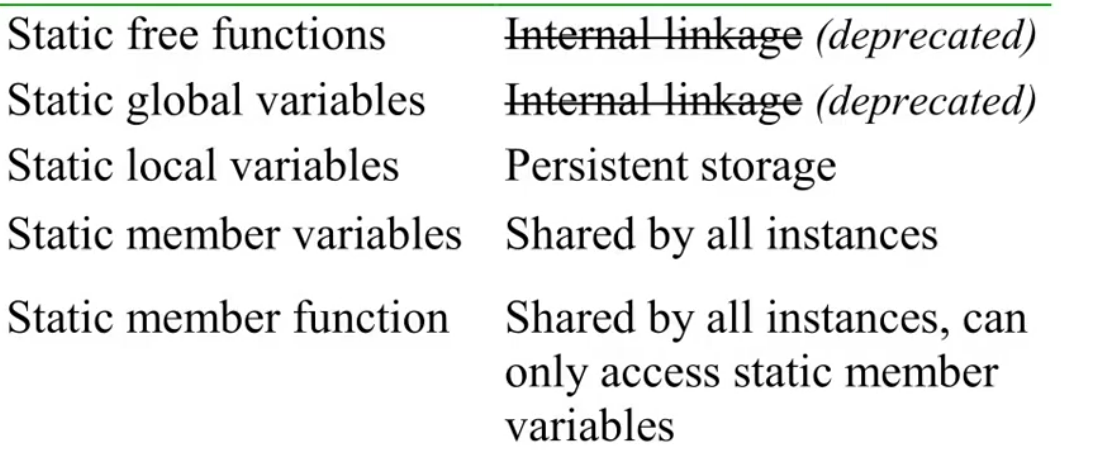 Static free functions Internal linkage (deprecated)
Static global variables Internal linkage (deprecated)
Static local variables Persistent storage
Static member variables Shared by all instances
Static member function Shared by all instances, can
only access static member
variables